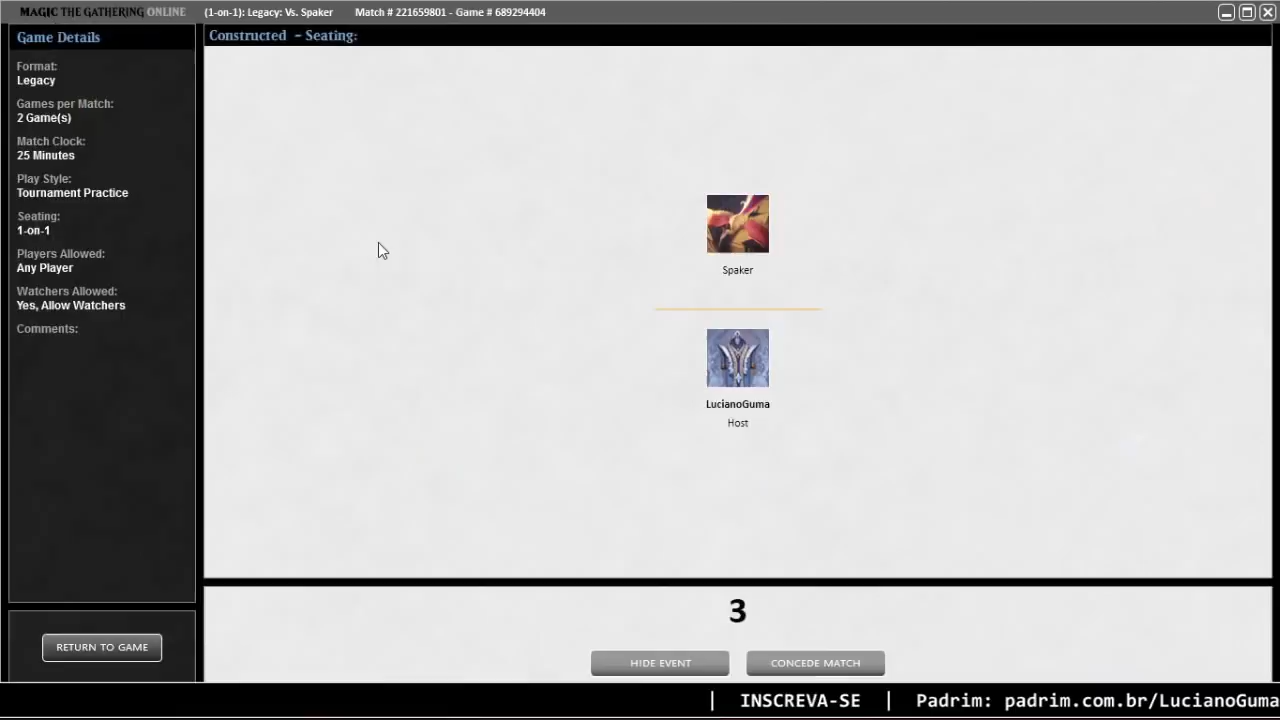 MAGIC THE GATHERING ONLINE (1-on-1): Legacy: Vs. Spaker Match # 221659801 - Game # 689294404
Game Details
Format:
Legacy
Games per Match:
2 Game(s)
Match Clock:
25 Minutes
Play Style:
Tournament Practice
Seating:
1-on-1
Players Allowed:
Any Player
Watchers Allowed:
Yes, Allow Watchers
Comments:
RETURN TO GAME
Constructed - Seating:
Spaker
LucianoGuma
Host
3
HIDE EVENT CONCEDE MATCH
| INSCREVA-SE | Padrim: padrim.com.br/LucianoGuma